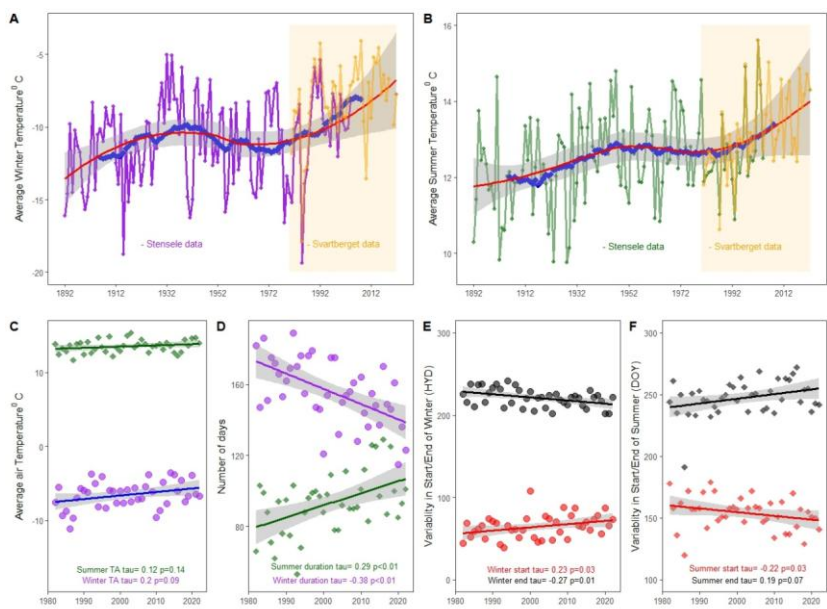 A
B
-5
-10
-15
-20
Average Winter Temperature⁰ C
- Stensele data
- Svartberget data
1892 1912 1932 1952 1972 1992 2012
16
14
12
10
Average Summer Temperature⁰ C
- Stensele data
- Svartberget data
1892 1912 1932 1952 1972 1992 2012
C
D
E
F
10
0
-10
Average air Temperature⁰ C
Summer TA tau= 0.12 p=0.14
Winter TA tau= 0.2 p=0.09
1980 1990 2000 2010 2020
160
120
80
Number of days
Summer duration tau= 0.29 p<0.01
Winter duration tau= -0.38 p<0.01
1980 1990 2000 2010 2020
300
200
100
0
Variability in Start/End of Winter (HYD)
Winter start tau= 0.23 p=0.03
Winter end tau= -0.27 p=0.01
1980 1990 2000 2010 2020
300
250
200
150
100
Variability in Start/End of Summer (DOY)
Summer start tau= -0.22 p=0.03
Summer end tau= 0.19 p=0.07
1980 1990 2000 2010 2020